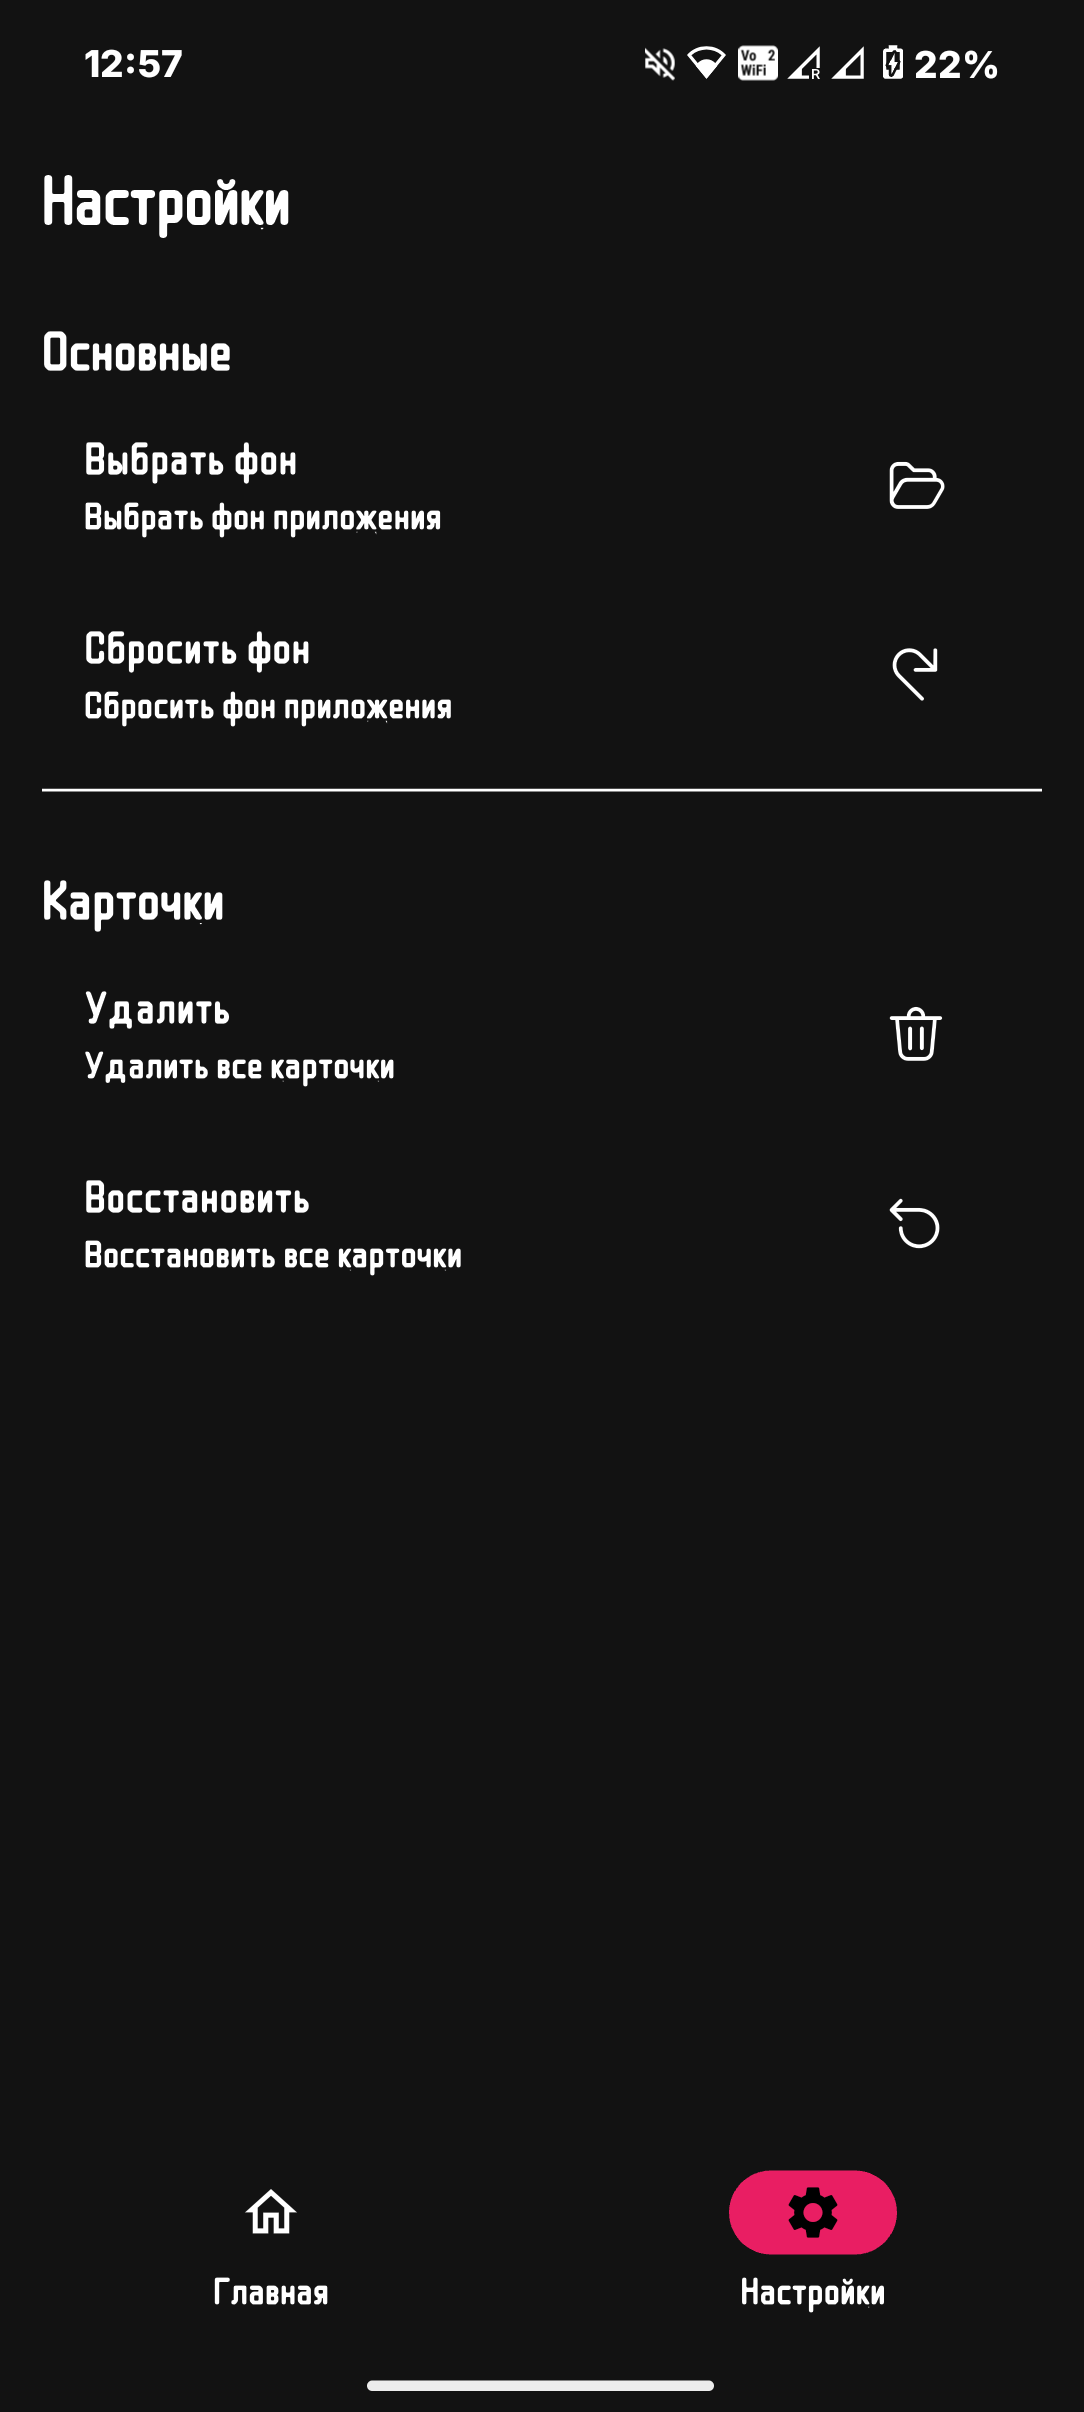 12:57
Vo 2
WiFi
R
22%
Настройки
Основные
Выбрать фон
Выбрать фон приложения
Сбросить фон
Сбросить фон приложения
Карточки
Удалить
Удалить все карточки
Восстановить
Восстановить все карточки
Главная
Настройки